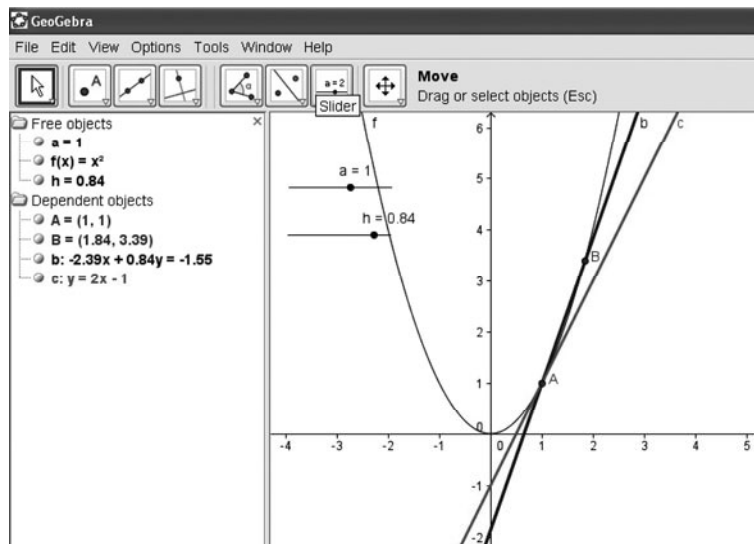 GeoGebra
File Edit View Options Tools Window Help
A
α
a = 2
Move
Drag or select objects (Esc)
Slider
Free objects
a = 1
f(x) = x²
h = 0.84
Dependent objects
A = (1, 1)
B = (1.84, 3.39)
b: -2.39x + 0.84y = -1.55
c: y = 2x - 1
f
b
c
a = 1
h = 0.84
B
A
6
5
4
3
2
1
0
-1
-2
-4 -3 -2 -1 0 1 2 3 4 5